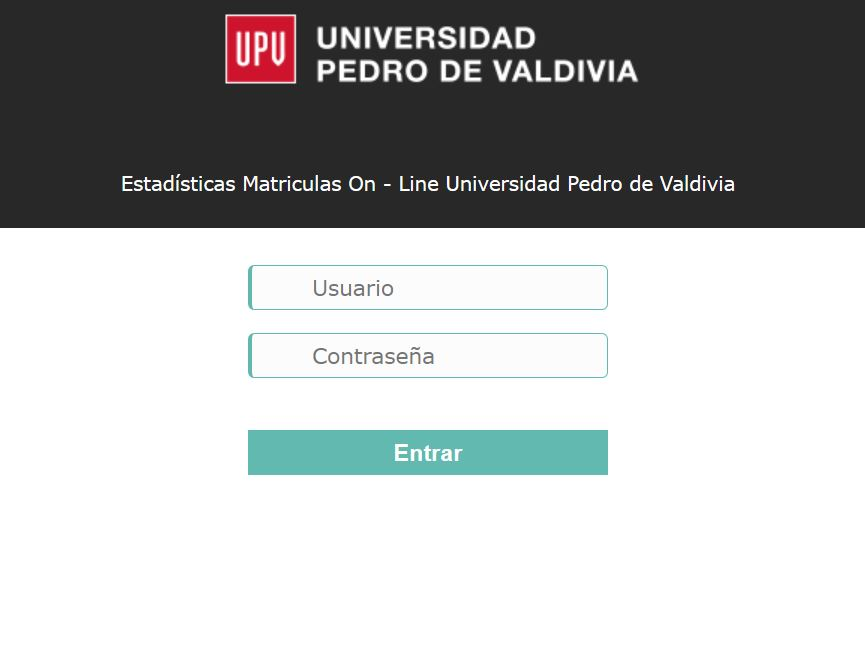 UPV
UNIVERSIDAD
PEDRO DE VALDIVIA
Estadísticas Matriculas On - Line Universidad Pedro de Valdivia
Usuario
Contraseña
Entrar